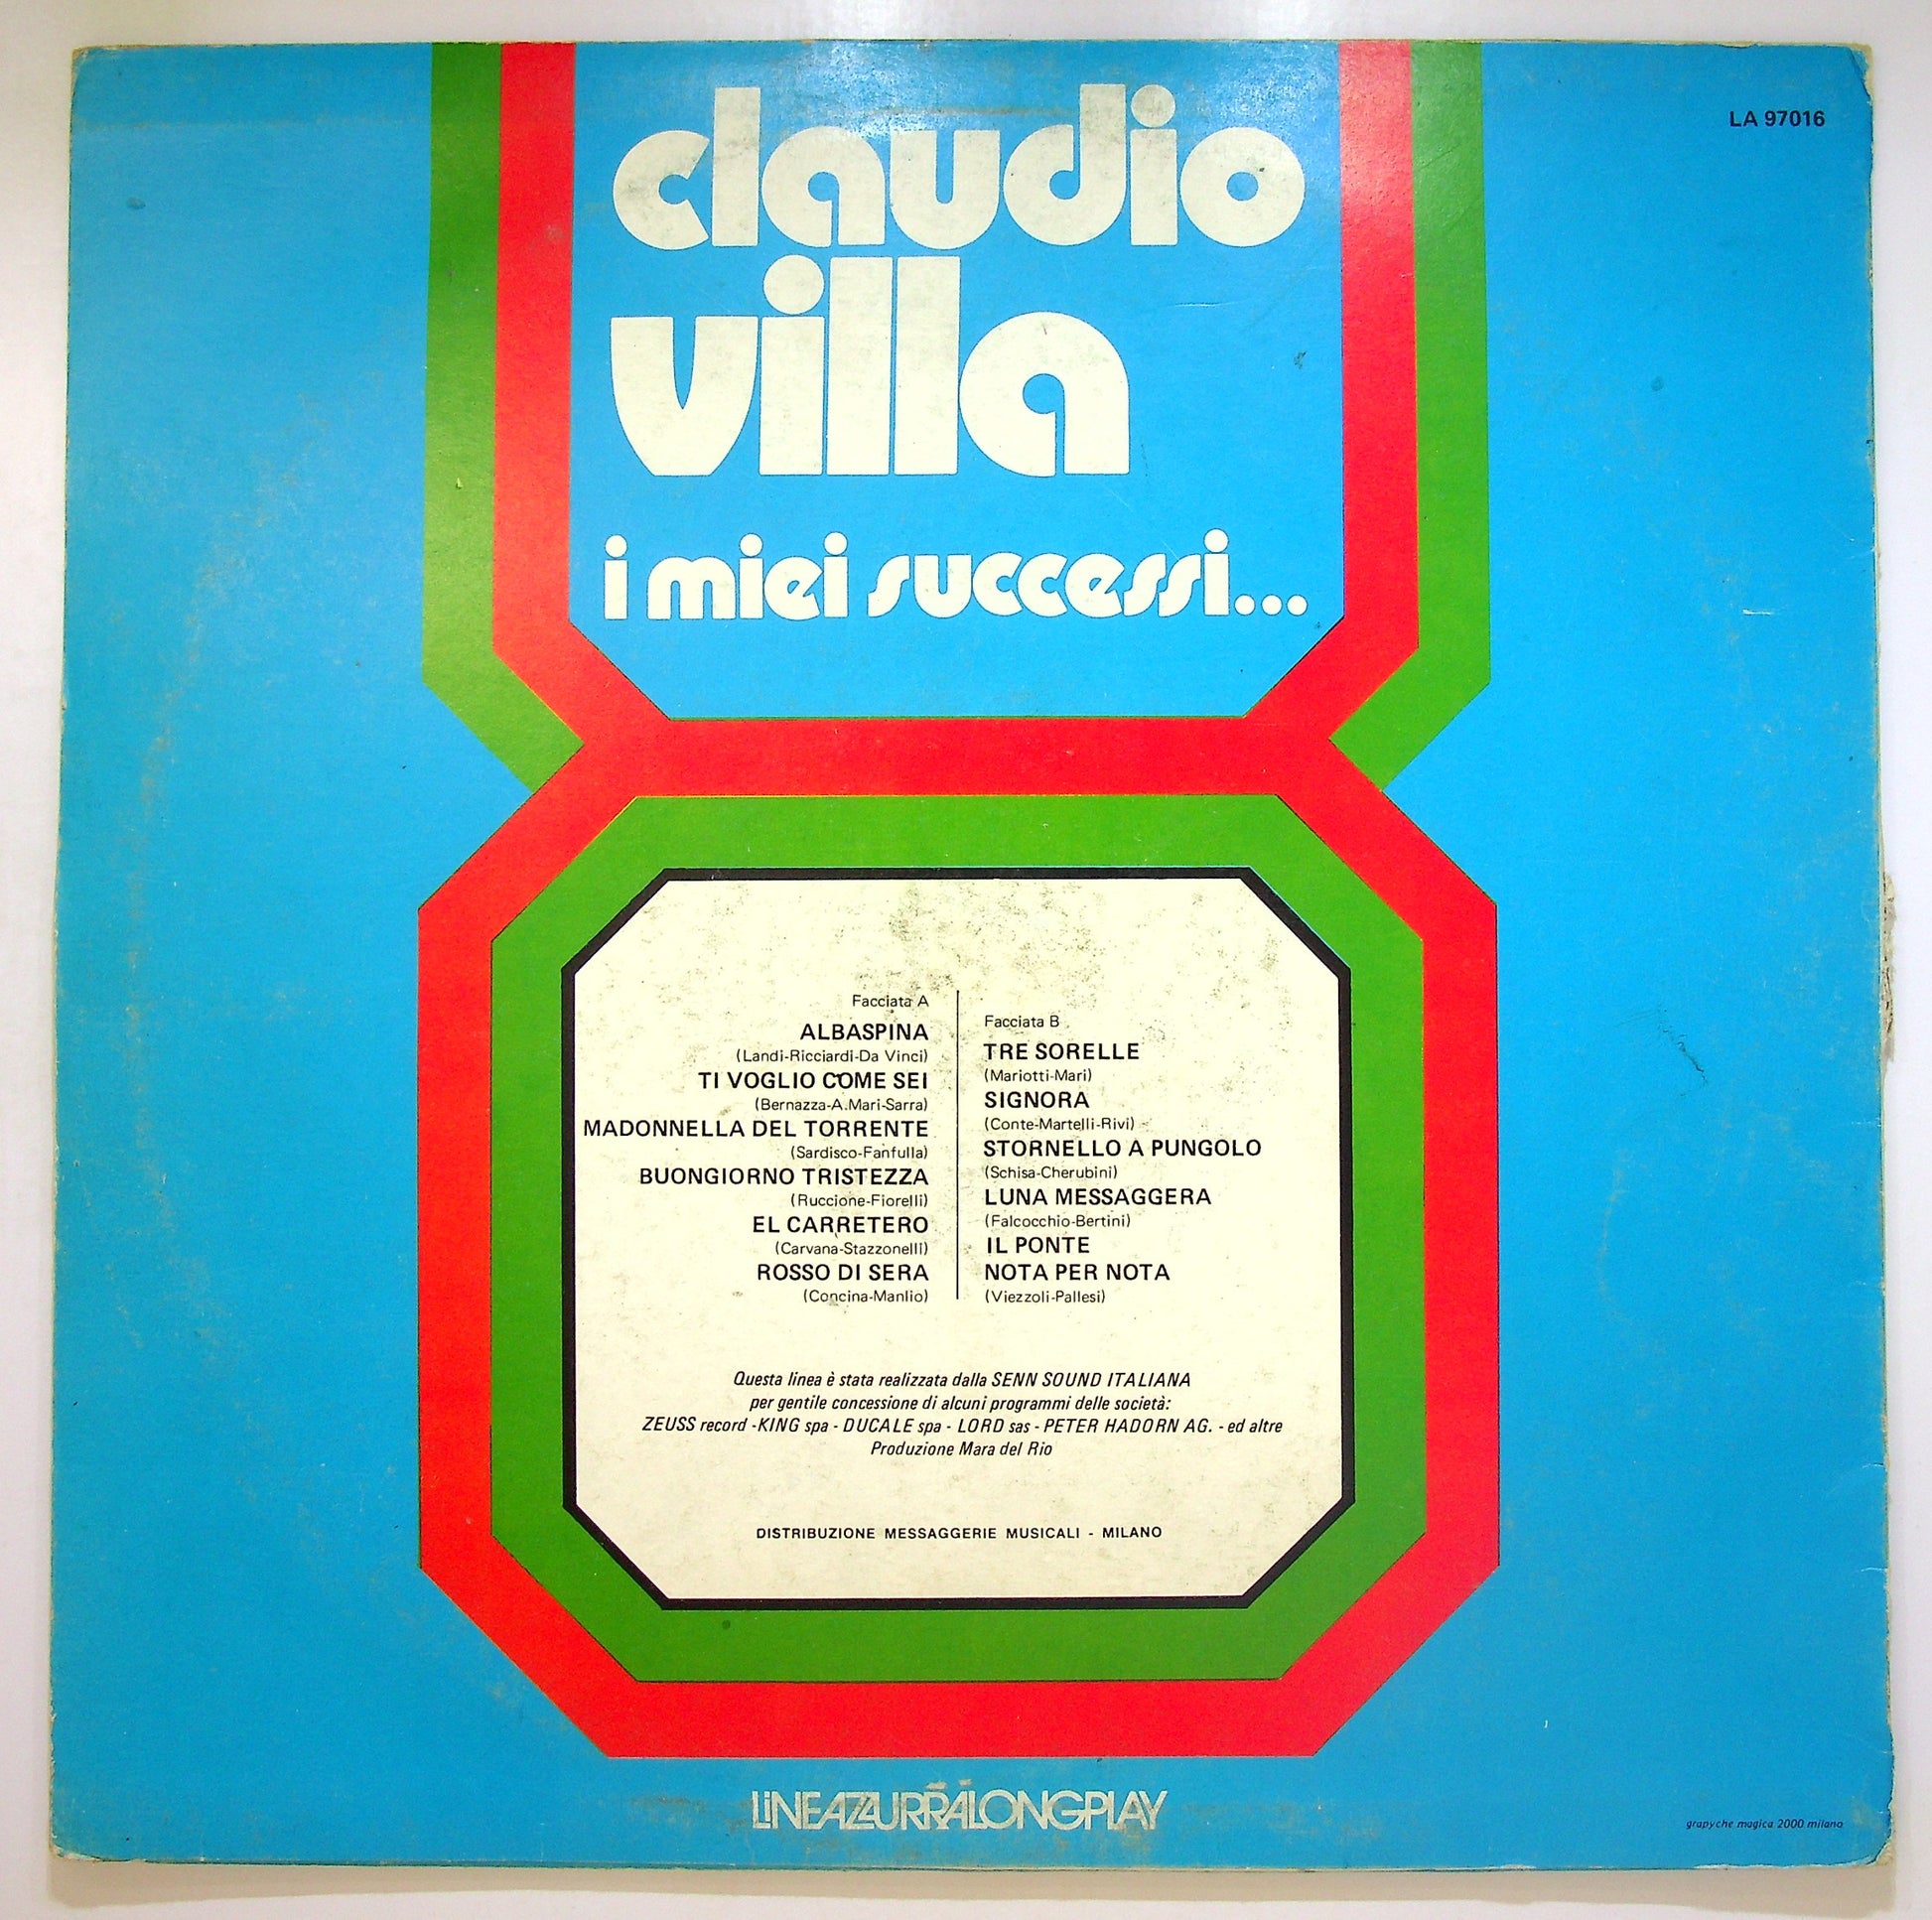 LA 97016
claudio
villa
i miei successi...
Facciata A
ALBASPINA
(Landi-Ricciardi-Da Vinci)
TI VOGLIO COME SEI
(Bernazza-A.Mari-Sarra)
MADONNELLA DEL TORRENTE
(Sardisco-Fanfulla)
BUONGIORNO TRISTEZZA
(Ruccione-Fiorelli)
EL CARRETERO
(Carvana-Stazzonelli)
ROSSO DI SERA
(Concina-Manlio)
Facciata B
TRE SORELLE
(Mariotti-Mari)
SIGNORA
(Conte-Martelli-Rivi)
STORNELLO A PUNGOLO
(Schisa-Cherubini)
LUNA MESSAGGERA
(Falcocchio-Bertini)
IL PONTE
NOTA PER NOTA
(Viezzoli-Pallesi)
Questa linea è stata realizzata dalla SENN SOUND ITALIANA
per gentile concessione di alcuni programmi delle società:
ZEUSS record -KING spa - DUCALE spa - LORD sas - PETER HADORN AG. - ed altre
Produzione Mara del Rio
DISTRIBUZIONE MESSAGGERIE MUSICALI - MILANO
LiNEAZZURRALONGPLAY
grapyche magica 2000 milano